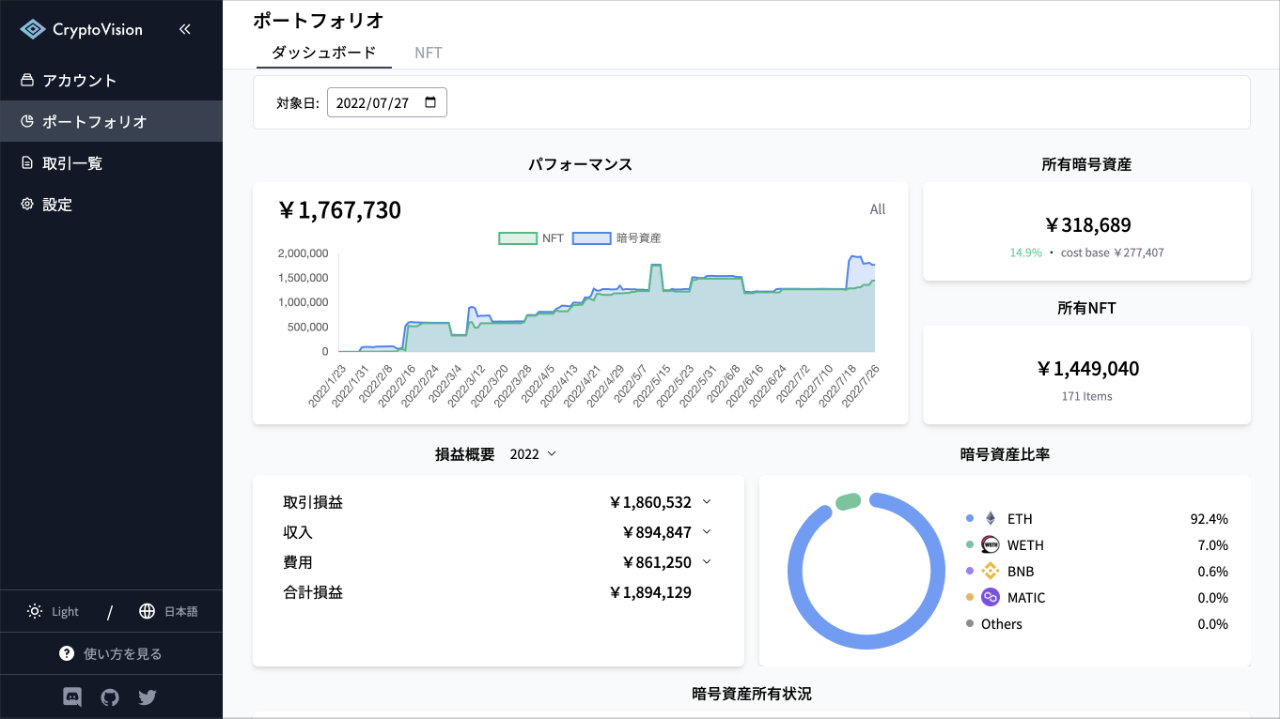 CryptoVision
アカウント
ポートフォリオ
取引一覧
設定
Light / 日本語
使い方を見る
ポートフォリオ
ダッシュボード NFT
対象日: 2022/07/27
パフォーマンス
¥1,767,730
All
NFT 暗号資産
2,000,000
1,500,000
1,000,000
500,000
0
2022/1/23
2022/1/31
2022/2/8
2022/2/16
2022/2/24
2022/3/4
2022/3/12
2022/3/20
2022/3/28
2022/4/5
2022/4/13
2022/4/21
2022/4/29
2022/5/7
2022/5/15
2022/5/23
2022/5/31
2022/6/8
2022/6/16
2022/6/24
2022/7/2
2022/7/10
2022/7/18
2022/7/26
所有暗号資産
¥318,689
14.9% • cost base ¥277,407
所有NFT
¥1,449,040
171 Items
損益概要 2022
取引損益 ¥1,860,532
収入 ¥894,847
費用 ¥861,250
合計損益 ¥1,894,129
暗号資産比率
ETH 92.4%
WETH 7.0%
BNB 0.6%
MATIC 0.0%
Others 0.0%
暗号資産所有状況